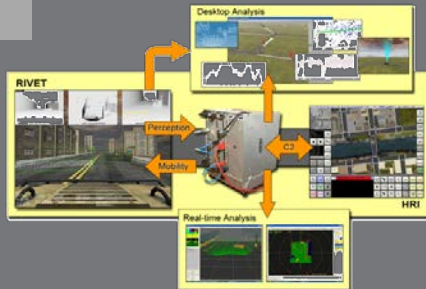 Desktop Analysis
RIVET
Perception
C2
Mobility
HRI
Real-time Analysis